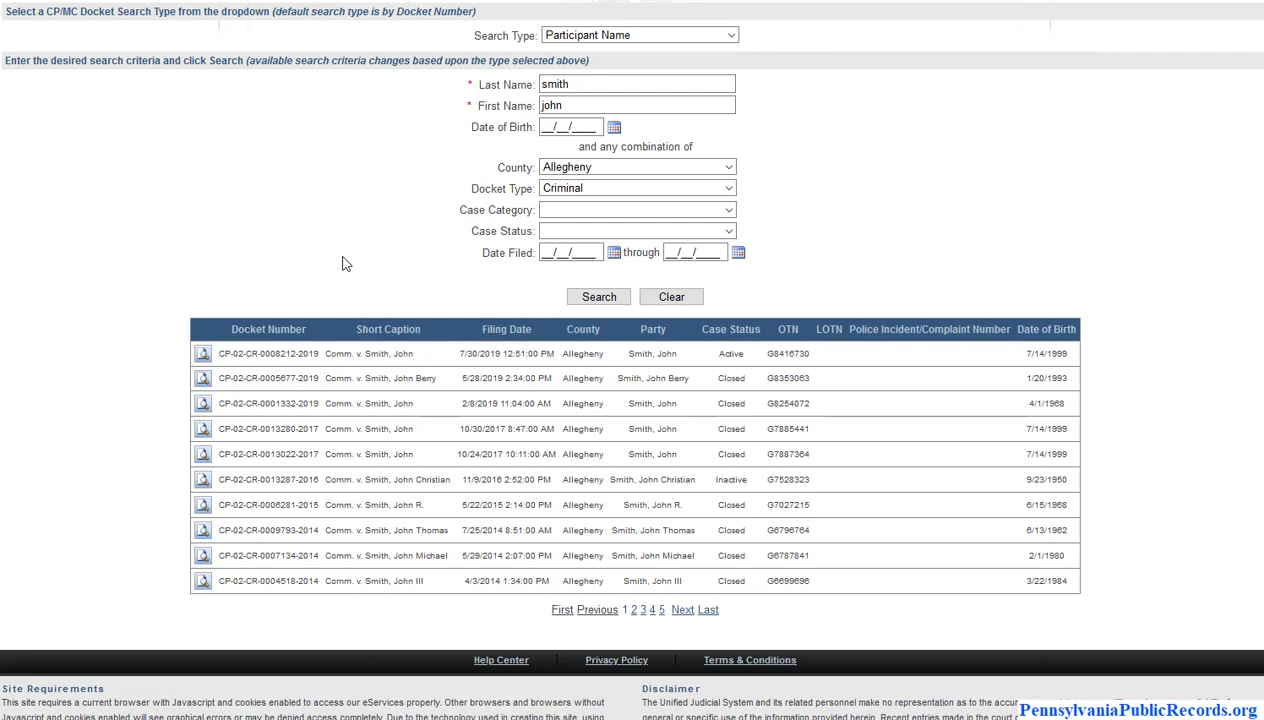 Select a CP/MC Docket Search Type from the dropdown (default search type is by Docket Number)
Search Type: Participant Name
Enter the desired search criteria and click Search (available search criteria changes based upon the type selected above)
* Last Name: smith
* First Name: john
Date of Birth: __/__/____
and any combination of
County: Allegheny
Docket Type: Criminal
Case Category:
Case Status:
Date Filed: __/__/____ through __/__/____
Search Clear
Docket Number Short Caption Filing Date County Party Case Status OTN LOTN Police Incident/Complaint Number Date of Birth
CP-02-CR-0008212-2019 Comm. v. Smith, John 7/30/2019 12:51:00 PM Allegheny Smith, John Active G8416730 7/14/1999
CP-02-CR-0005677-2019 Comm. v. Smith, John Berry 5/28/2019 2:34:00 PM Allegheny Smith, John Berry Closed G8353063 1/20/1993
CP-02-CR-0001332-2019 Comm. v. Smith, John 2/8/2019 11:04:00 AM Allegheny Smith, John Closed G8254072 4/1/1968
CP-02-CR-0013280-2017 Comm. v. Smith, John 10/30/2017 8:47:00 AM Allegheny Smith, John Closed G7885441 7/14/1999
CP-02-CR-0013022-2017 Comm. v. Smith, John 10/24/2017 10:11:00 AM Allegheny Smith, John Closed G7887364 7/14/1999
CP-02-CR-0013287-2016 Comm. v. Smith, John Christian 11/9/2016 2:52:00 PM Allegheny Smith, John Christian Inactive G7528323 9/23/1950
CP-02-CR-0006281-2015 Comm. v. Smith, John R. 5/22/2015 2:14:00 PM Allegheny Smith, John R. Closed G7027215 6/15/1968
CP-02-CR-0009793-2014 Comm. v. Smith, John Thomas 7/25/2014 8:51:00 AM Allegheny Smith, John Thomas Closed G6796764 6/13/1962
CP-02-CR-0007134-2014 Comm. v. Smith, John Michael 5/29/2014 2:07:00 PM Allegheny Smith, John Michael Closed G6787841 2/1/1980
CP-02-CR-0004518-2014 Comm. v. Smith, John III 4/3/2014 1:34:00 PM Allegheny Smith, John III Closed G6699696 3/22/1984
First Previous 1 2 3 4 5 Next Last
Help Center Privacy Policy Terms & Conditions
Site Requirements
This site requires a current browser with Javascript and cookies enabled to access our eServices properly. Other browsers and browsers without
Javascript and cookies enabled will see graphical errors or may be denied access completely. Due to the technology used in creating this site, using
Disclaimer
The Unified Judicial System and its related personnel make no representation as to the accur
general or specific use of the information provided herein. Recent entries made in the court
PennsylvaniaPublicRecords.org